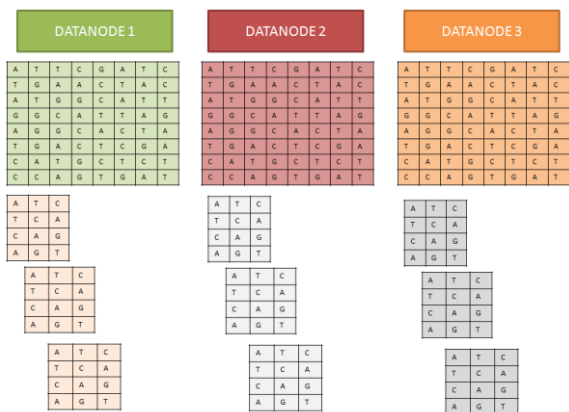 DATANODE 1
A T T C G A T C
T G A A C T A C
A T G G C A T T
G G C A T T A G
A G G C A C T A
T G A C T C G A
C A T G C T C T
C C A G T G A T
A T C
T C A
C A G
A G T
A T C
T C A
C A G
A G T
A T C
T C A
C A G
A G T
DATANODE 2
A T T C G A T C
T G A A C T A C
A T G G C A T T
G G C A T T A G
A G G C A C T A
T G A C T C G A
C A T G C T C T
C C A G T G A T
A T C
T C A
C A G
A G T
A T C
T C A
C A G
A G T
A T C
T C A
C A G
A G T
DATANODE 3
A T T C G A T C
T G A A C T A C
A T G G C A T T
G G C A T T A G
A G G C A C T A
T G A C T C G A
C A T G C T C T
C C A G T G A T
A T C
T C A
C A G
A G T
A T C
T C A
C A G
A G T
A T C
T C A
C A G
A G T